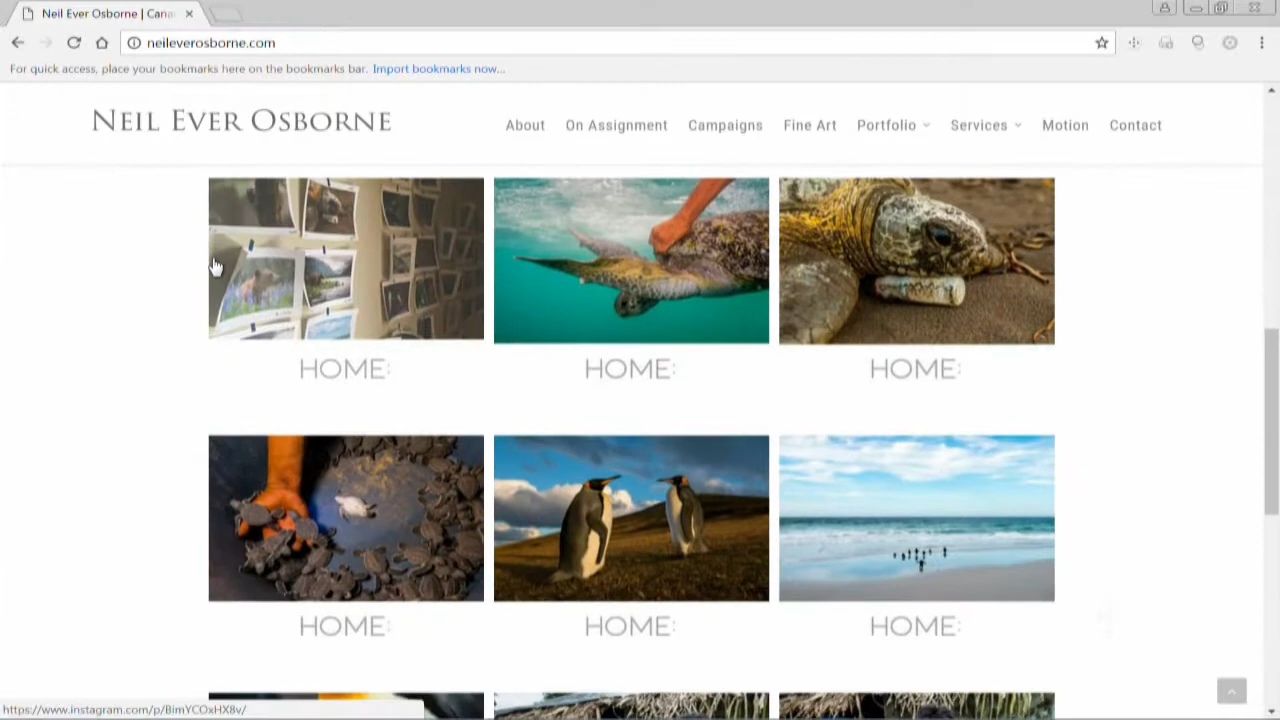 Neil Ever Osborne | Cana
neileverosborne.com
For quick access, place your bookmarks here on the bookmarks bar. Import bookmarks now...
NEIL EVER OSBORNE
About On Assignment Campaigns Fine Art Portfolio Services Motion Contact
HOME: HOME: HOME:
HOME: HOME: HOME:
https://www.instagram.com/p/BimYCOxHX8v/